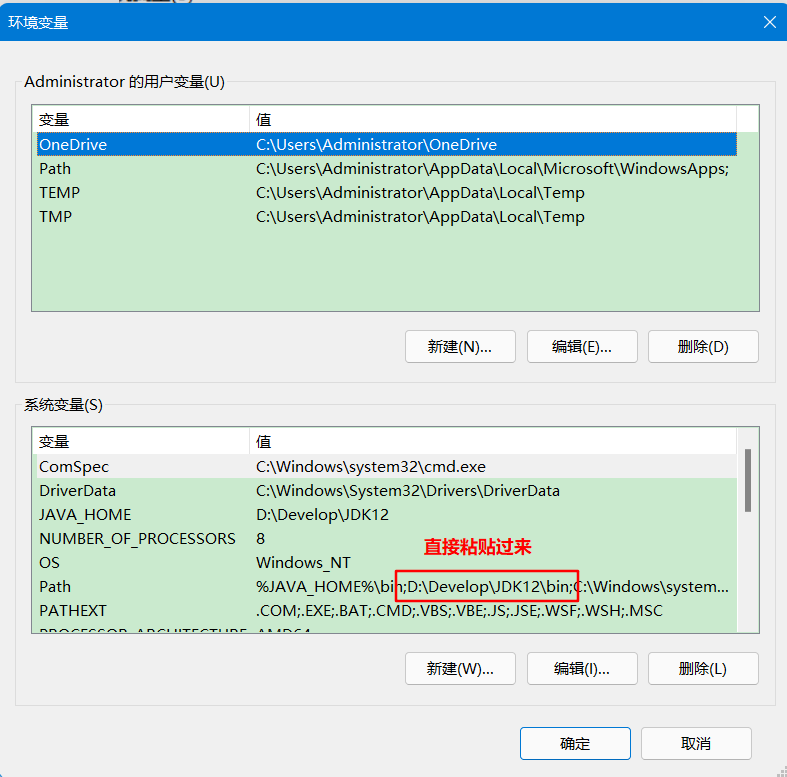 环境变量
Administrator 的用户变量(U)
变量 值
OneDrive C:\Users\Administrator\OneDrive
Path C:\Users\Administrator\AppData\Local\Microsoft\WindowsApps;
TEMP C:\Users\Administrator\AppData\Local\Temp
TMP C:\Users\Administrator\AppData\Local\Temp
新建(N)... 编辑(E)... 删除(D)
系统变量(S)
变量 值
ComSpec C:\Windows\system32\cmd.exe
DriverData C:\Windows\System32\Drivers\DriverData
JAVA_HOME D:\Develop\JDK12
NUMBER_OF_PROCESSORS 8
直接粘贴过来
OS Windows_NT
Path %JAVA_HOME%\bin;D:\Develop\JDK12\bin;C:\Windows\system...
PATHEXT .COM;.EXE;.BAT;.CMD;.VBS;.VBE;.JS;.JSE;.WSF;.WSH;.MSC
PROCESSOR_ARCHITECTURE AMD64
新建(W)... 编辑(I)... 删除(L)
确定 取消